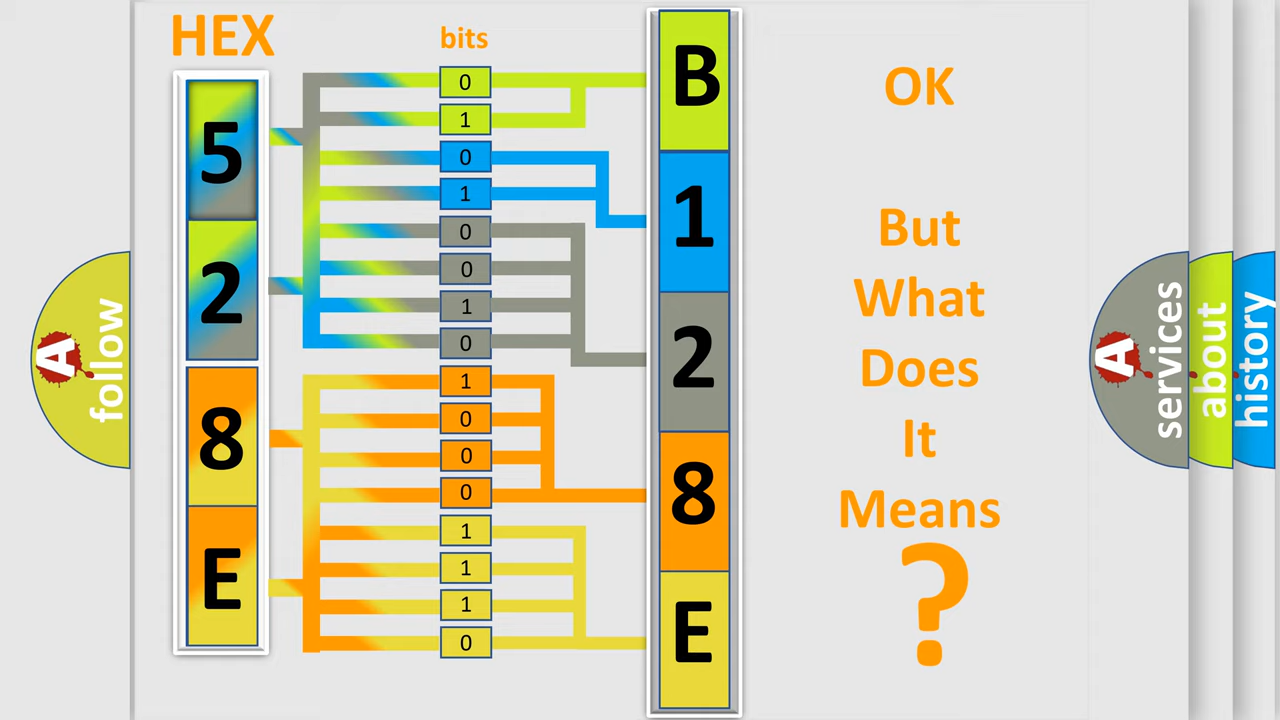 HEX
bits
5
2
8
E
0
1
0
1
0
0
1
0
1
0
0
0
1
1
1
0
B
1
2
8
E
OK
But
What
Does
It
Means
?
A
follow
A
services
about
history